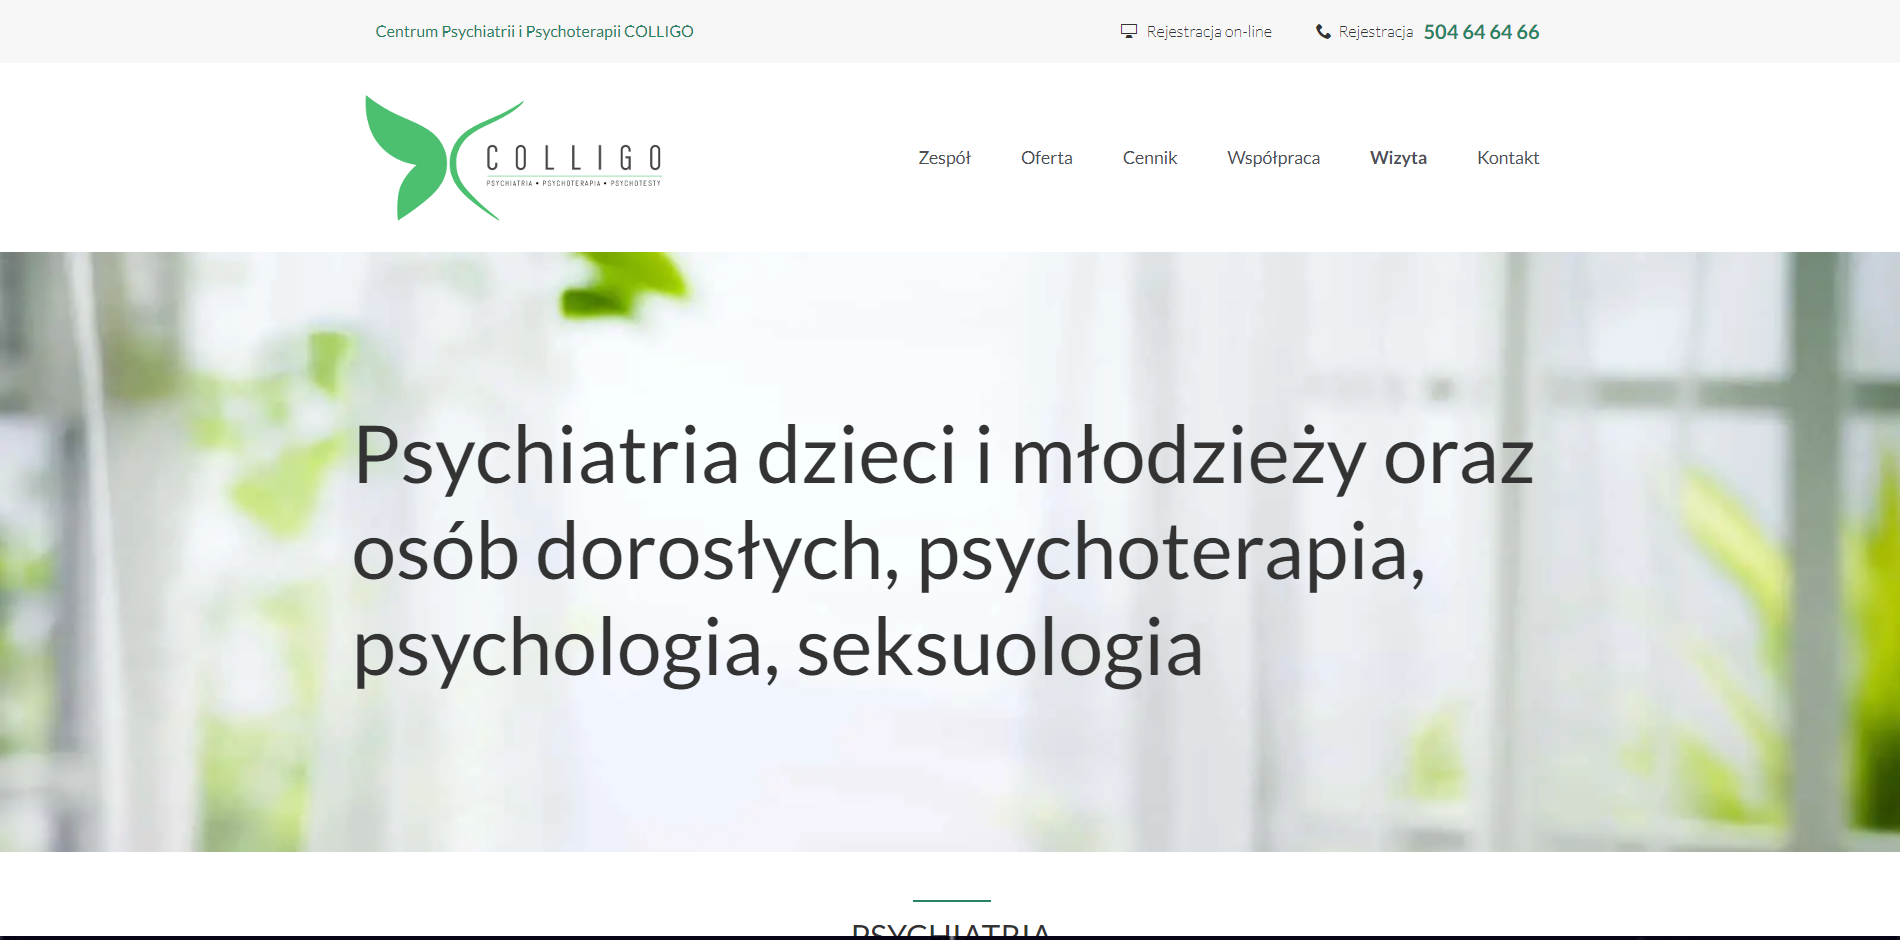 Centrum Psychiatrii i Psychoterapii COLLIGO
Rejestracja on-line
Rejestracja 504 64 64 66
COLLIGO
PSYCHIATRIA • PSYCHOTERAPIA • PSYCHOTESTY
Zespół Oferta Cennik Współpraca Wizyta Kontakt
Psychiatria dzieci i młodzieży oraz
osób dorosłych, psychoterapia,
psychologia, seksuologia
PSYCHIATRIA